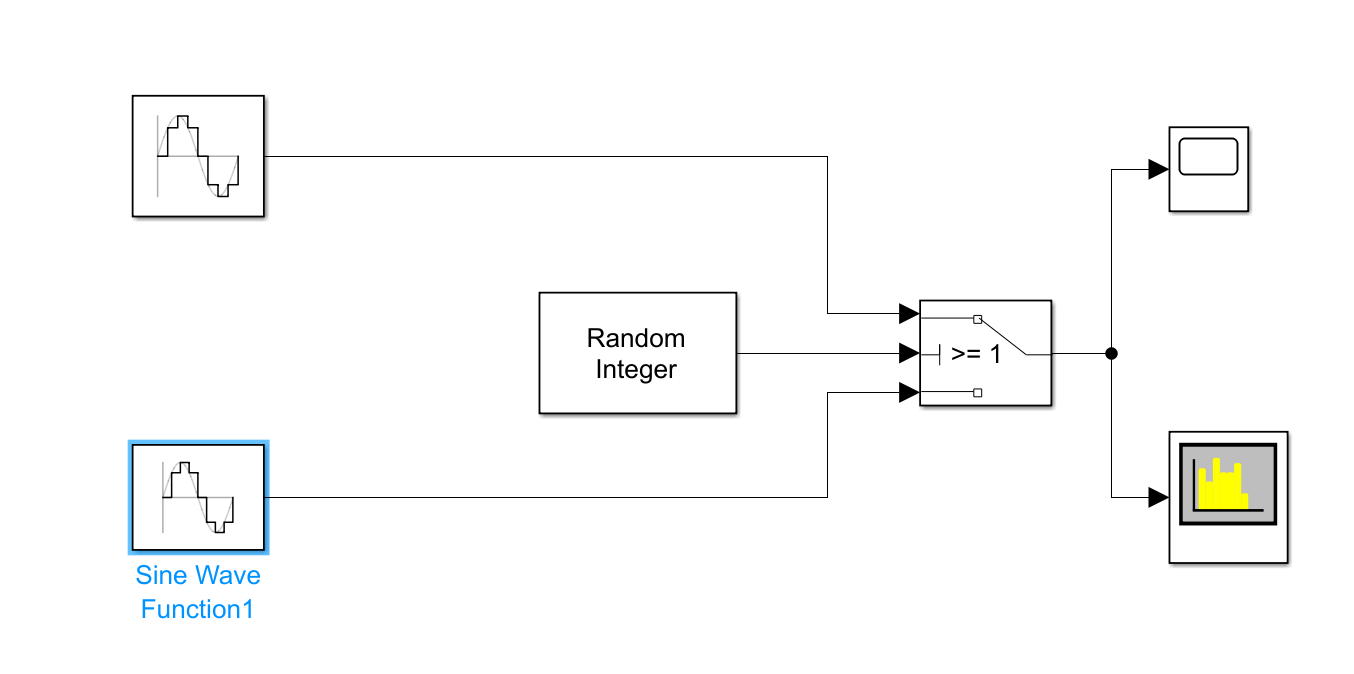 Random
Integer
>= 1
Sine Wave
Function1